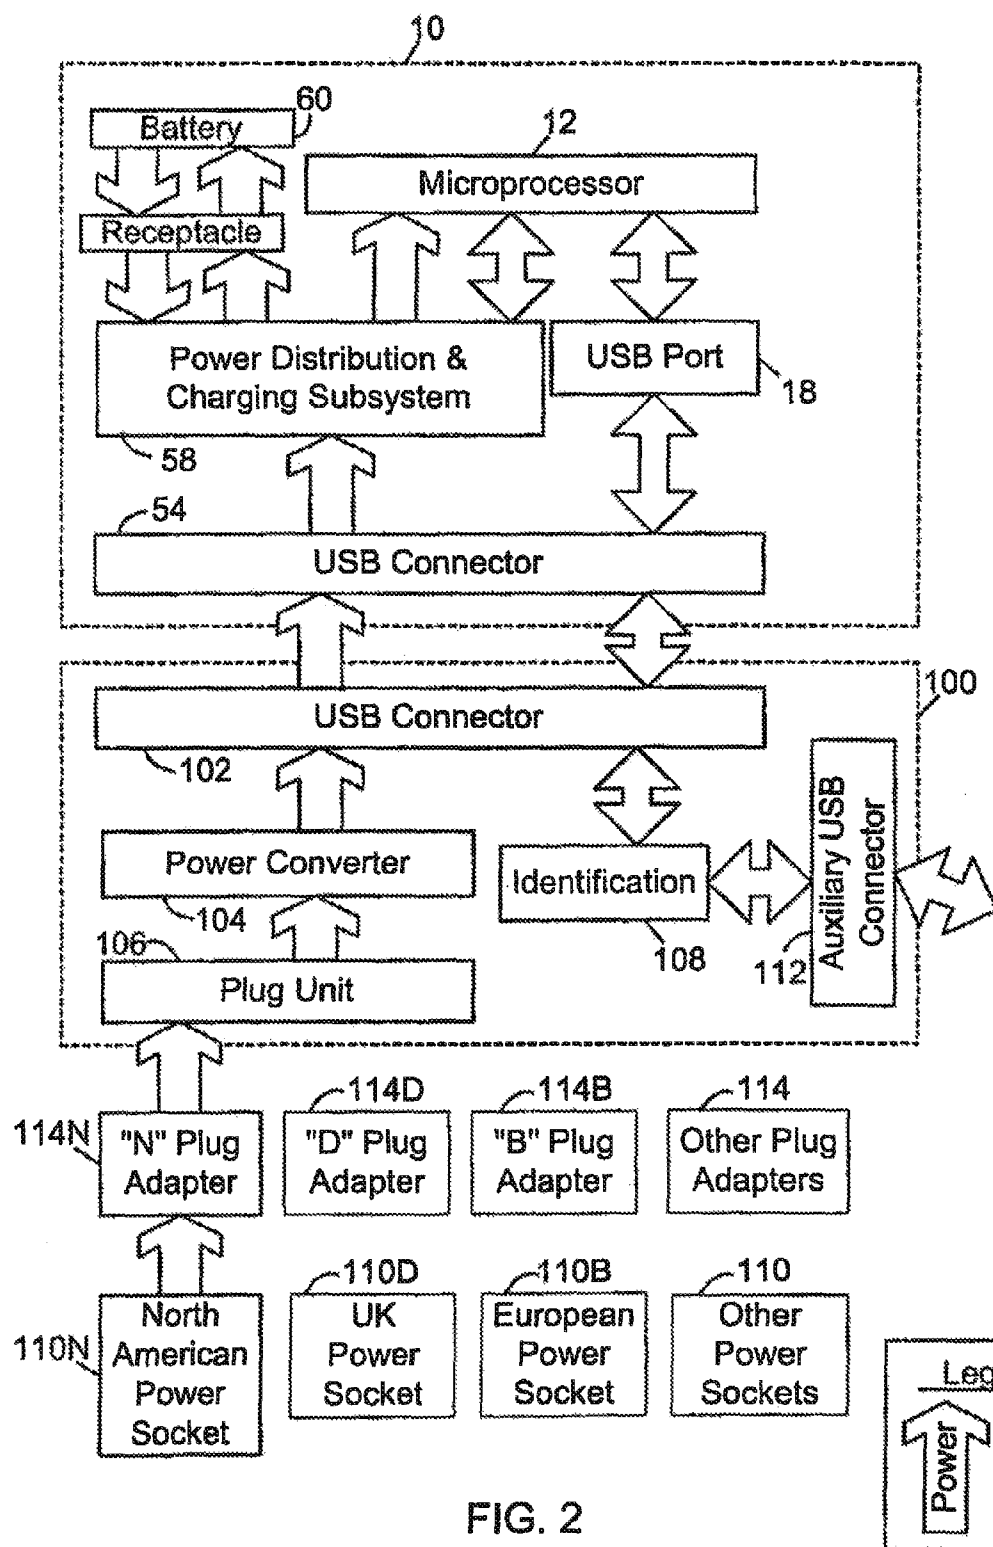 10
60
Battery
12
Microprocessor
Receptacle
Power Distribution &
Charging Subsystem
USB Port
18
58
54
USB Connector
100
USB Connector
102
Auxiliary USB
Connector
Power Converter
Identification
104
108
112
106
Plug Unit
114D
114B
114
114N
"N" Plug
Adapter
"D" Plug
Adapter
"B" Plug
Adapter
Other Plug
Adapters
110D
110B
110
110N
North
American
Power
Socket
UK
Power
Socket
European
Power
Socket
Other
Power
Sockets
Leg
Power
FIG. 2